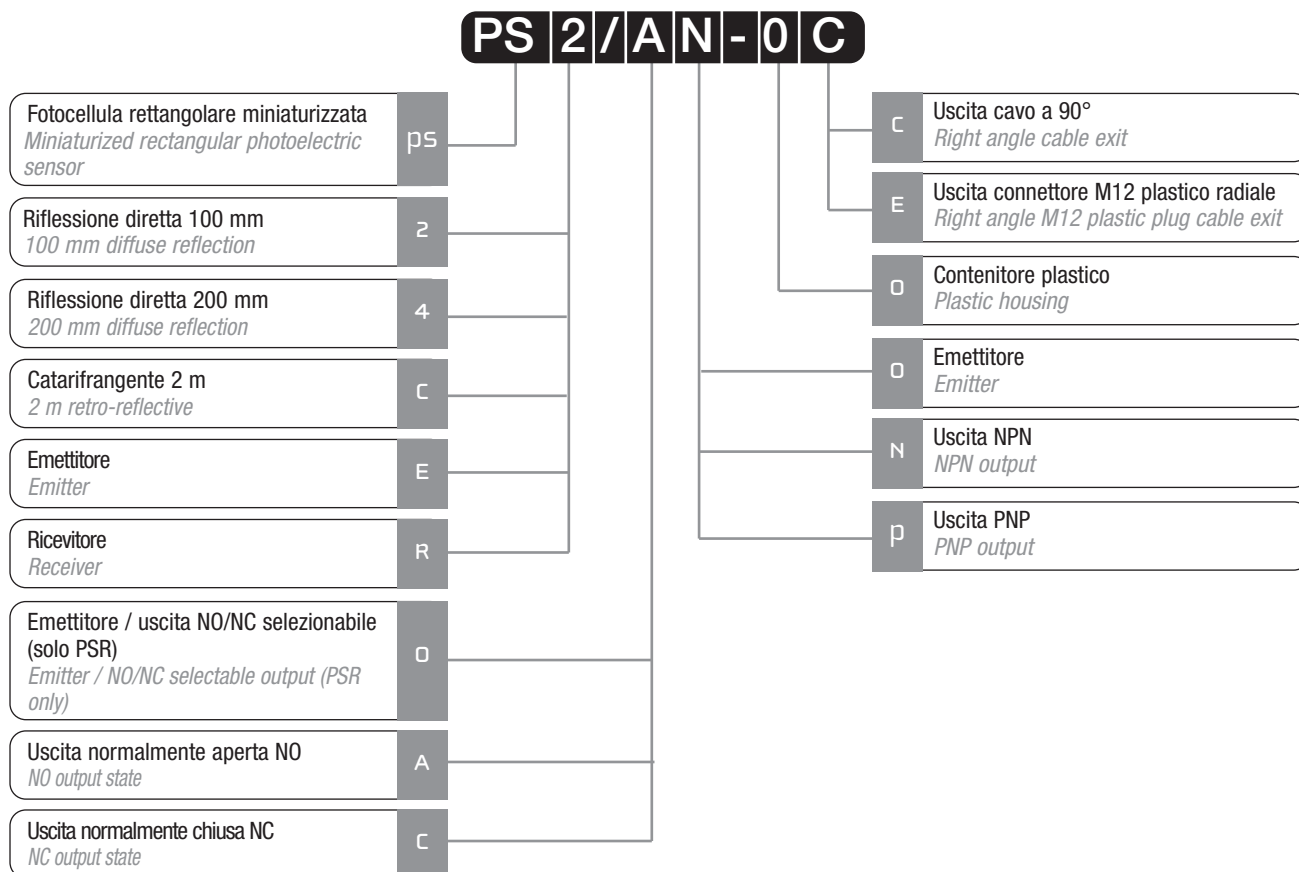 PS2/AN-0C
Fotocellula rettangolare miniaturizzata
Miniaturized rectangular photoelectric
sensor
ps
Riflessione diretta 100 mm
100 mm diffuse reflection
2
Riflessione diretta 200 mm
200 mm diffuse reflection
4
Catarifrangente 2 m
2 m retro-reflective
C
Emettitore
Emitter
E
Ricevitore
Receiver
R
Emettitore / uscita NO/NC selezionabile
(solo PSR)
Emitter / NO/NC selectable output (PSR
only)
0
Uscita normalmente aperta NO
NO output state
A
Uscita normalmente chiusa NC
NC output state
C
C
Uscita cavo a 90°
Right angle cable exit
E
Uscita connettore M12 plastico radiale
Right angle M12 plastic plug cable exit
0
Contenitore plastico
Plastic housing
0
Emettitore
Emitter
N
Uscita NPN
NPN output
p
Uscita PNP
PNP output